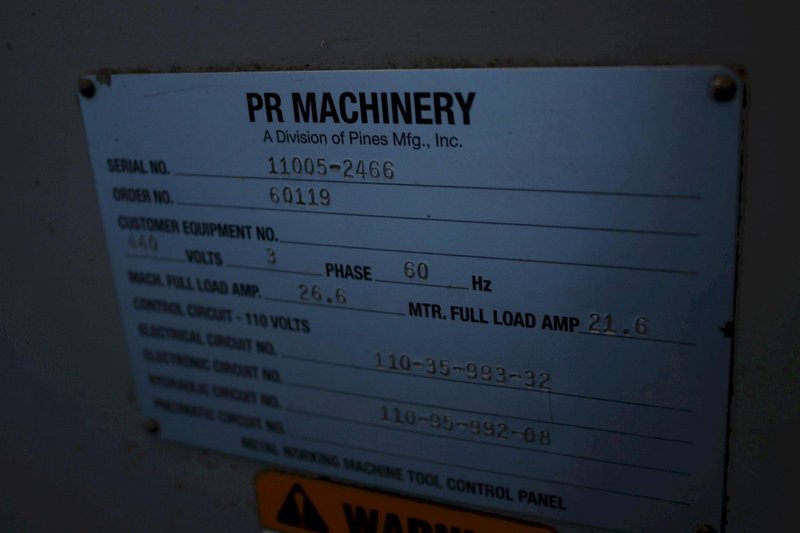 PR MACHINERY
A Division of Pines Mfg., Inc.
SERIAL NO. 11005-2466
ORDER NO. 60119
CUSTOMER EQUIPMENT NO.
440 VOLTS 3 PHASE 60 Hz
MACH. FULL LOAD AMP. 26.6 MTR. FULL LOAD AMP 21.6
CONTROL CIRCUIT - 110 VOLTS
ELECTRICAL CIRCUIT NO. 110-35-993-32
ELECTRONIC CIRCUIT NO.
HYDRAULIC CIRCUIT NO. 110-95-992-08
PNEUMATIC CIRCUIT NO.
METAL WORKING MACHINE TOOL CONTROL PANEL
WARNING